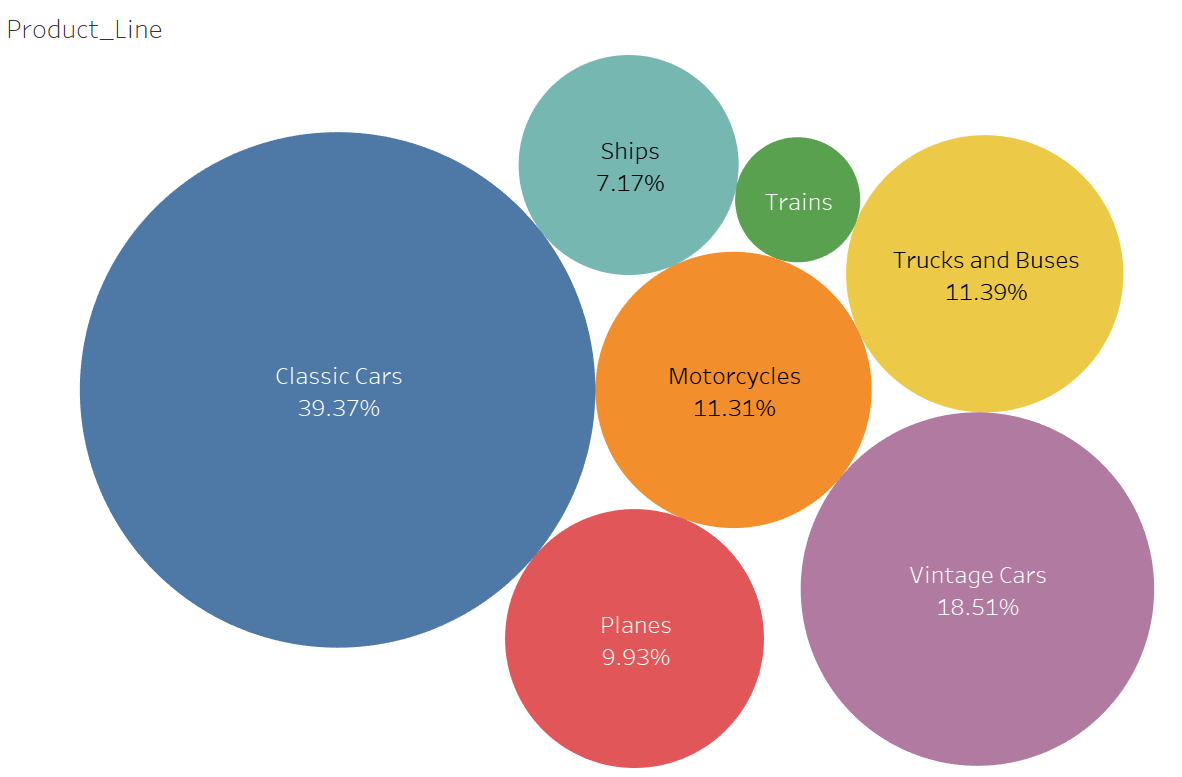 Product_Line
Ships
7.17%
Trains
Trucks and Buses
11.39%
Classic Cars
39.37%
Motorcycles
11.31%
Vintage Cars
18.51%
Planes
9.93%